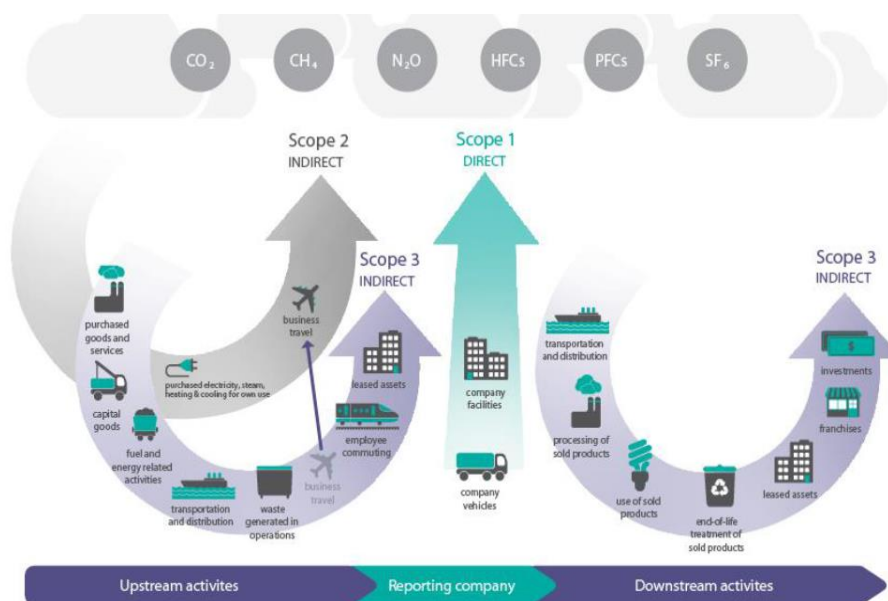 CO₂
CH₄
N₂O
HFCs
PFCs
SF₆
Scope 2
INDIRECT
Scope 1
DIRECT
Scope 3
INDIRECT
Scope 3
INDIRECT
purchased
goods and
services
capital
goods
fuel and
energy related
activities
purchased electricity, steam,
heating & cooling for own use
transportation
and distribution
waste
generated in
operations
business
travel
business
travel
employee
commuting
leased assets
company
facilities
company
vehicles
transportation
and distribution
processing of
sold products
use of sold
products
end-of-life
treatment of
sold products
leased assets
franchises
$
investments
Upstream activites
Reporting company
Downstream activites